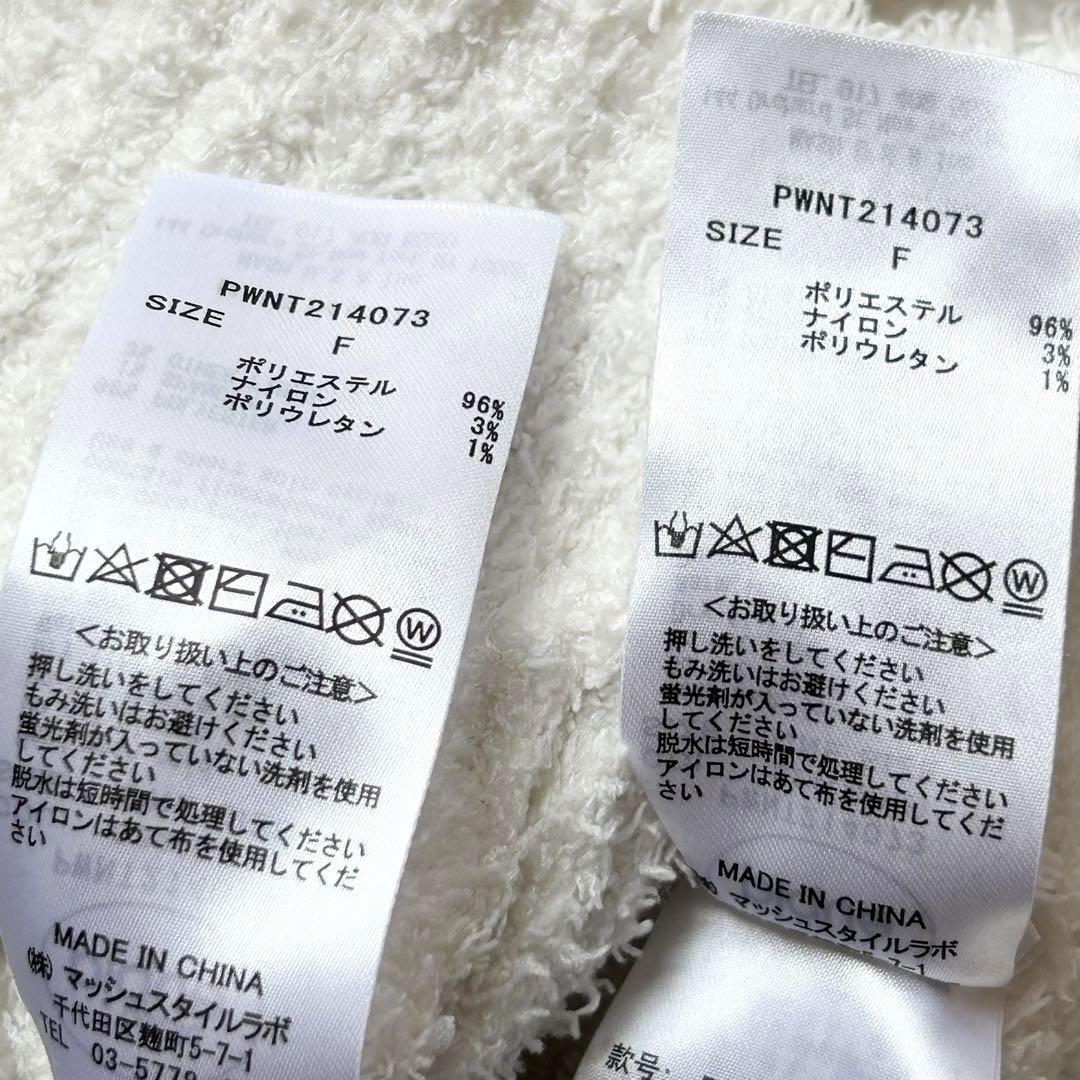 PWNT214073
SIZE F
ポリエステル 96%
ナイロン 3%
ポリウレタン 1%
W
<お取り扱い上のご注意>
押し洗いをしてください
もみ洗いはお避けください
蛍光剤が入っていない洗剤を使用
してください
脱水は短時間で処理してください
アイロンはあて布を使用してくだ
さい
MADE IN CHINA
(株) マッシュスタイルラボ
千代田区麹町5-7-1
TEL 03-5778
PWNT214073
SIZE F
ポリエステル 96%
ナイロン 3%
ポリウレタン 1%
W
<お取り扱い上のご注意>
押し洗いをしてください
もみ洗いはお避けください
蛍光剤が入っていない洗剤を使用
してください
脱水は短時間で処理してください
アイロンはあて布を使用してくだ
さい
MADE IN CHINA
(株) マッシュスタイルラボ
款号: